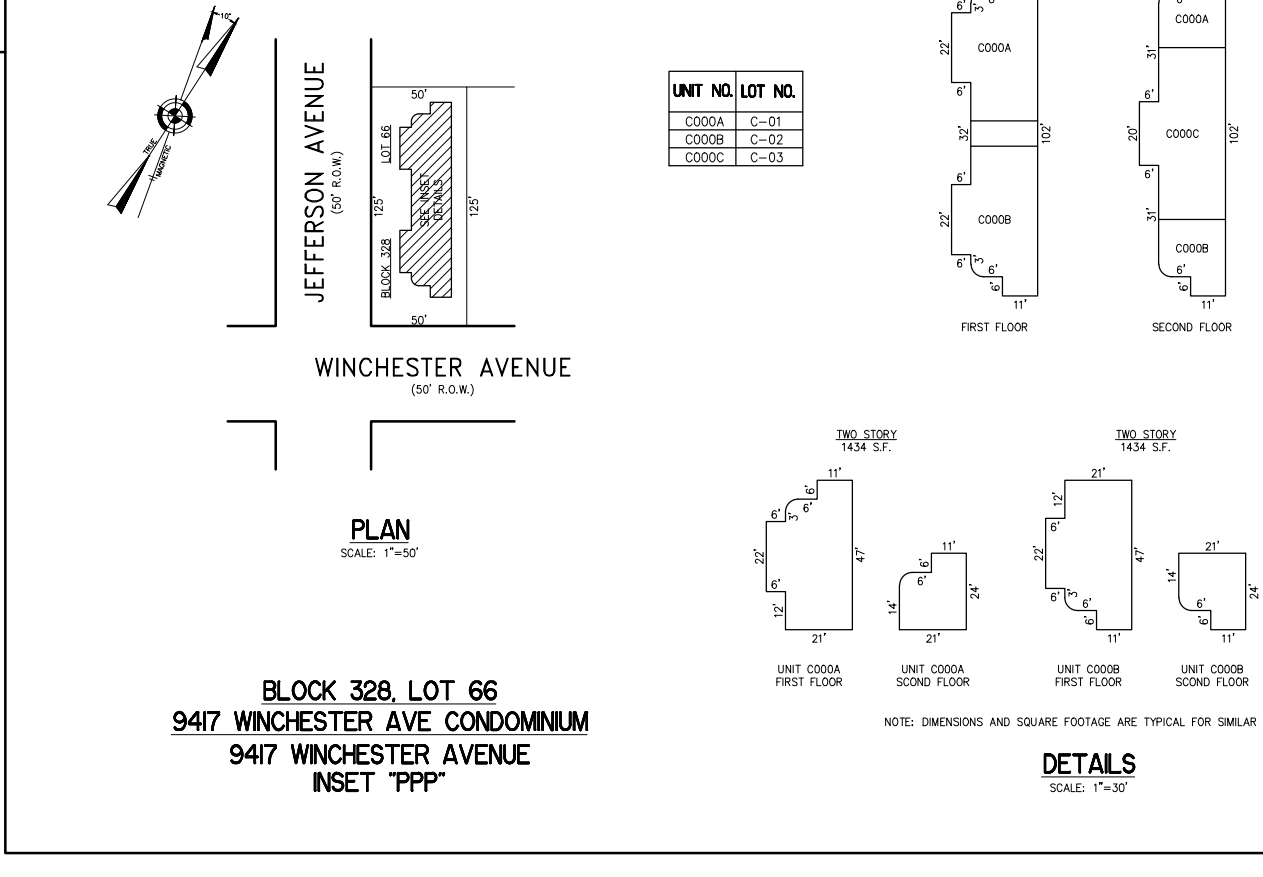 10°
TRUE
MAGNETIC
JEFFERSON AVENUE
(50' R.O.W.)
50'
LOT 66
125'
SEE INSET
DETAILS
125'
BLOCK 328
50'
WINCHESTER AVENUE
(50' R.O.W.)
PLAN
SCALE: 1"=50'
BLOCK 328, LOT 66
9417 WINCHESTER AVE CONDOMINIUM
9417 WINCHESTER AVENUE
INSET "PPP"
UNIT NO. LOT NO.
C000A C-01
C000B C-02
C000C C-03
6'
3'
22'
C000A
6'
32'
102'
6'
22'
C000B
6'
3'
6'
6'
11'
FIRST FLOOR
C000A
31'
6'
20'
C000C
102'
6'
31'
C000B
6'
6'
11'
SECOND FLOOR
TWO STORY
1434 S.F.
11'
6'
6'
6'
3'
22'
47'
6'
12'
21'
UNIT C000A
FIRST FLOOR
11'
6'
6'
14'
24'
21'
UNIT C000A
SCOND FLOOR
TWO STORY
1434 S.F.
21'
12'
6'
22'
47'
6'
3'
6'
6'
11'
UNIT C000B
FIRST FLOOR
21'
14'
24'
6'
6'
11'
UNIT C000B
SCOND FLOOR
NOTE: DIMENSIONS AND SQUARE FOOTAGE ARE TYPICAL FOR SIMILAR
DETAILS
SCALE: 1"=30'